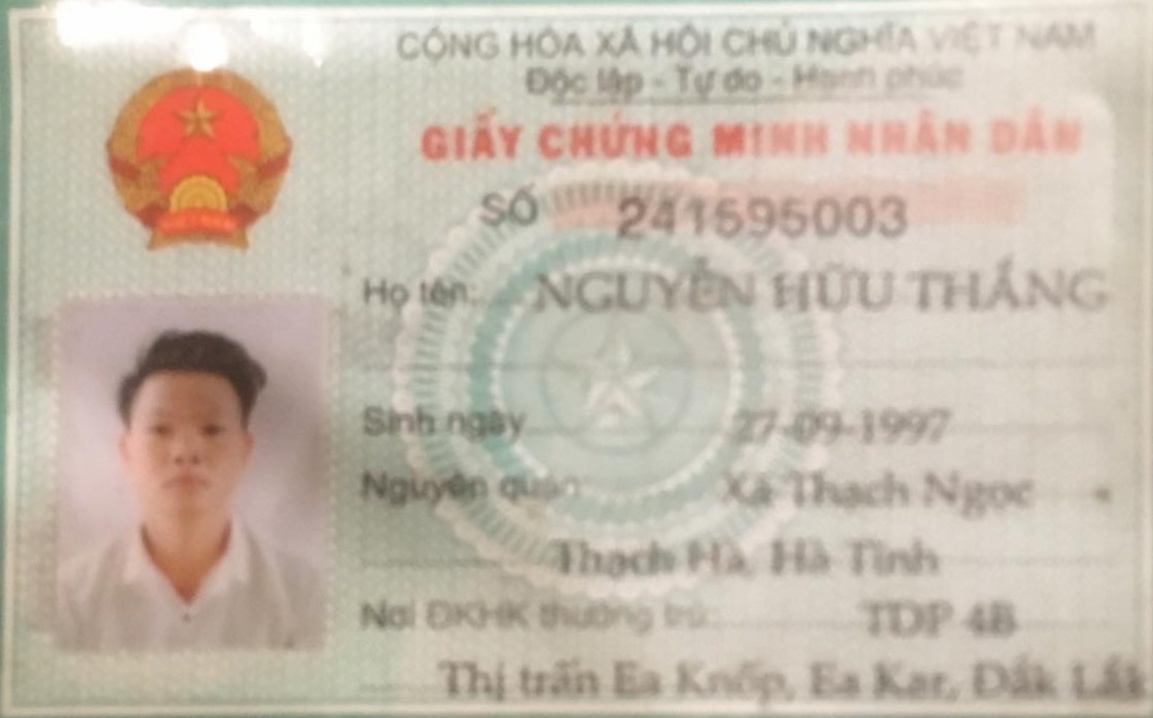 CỘNG HÒA XÃ HỘI CHỦ NGHĨA VIỆT NAM
Độc lập - Tự do - Hạnh phúc
GIẤY CHỨNG MINH NHÂN DÂN
SỐ 241595003
Họ tên: NGUYỄN HỮU THẮNG
Sinh ngày 27-09-1997
Nguyên quán: Xã Thạch Ngọc
Thạch Hà, Hà Tĩnh
Nơi ĐKHK thường trú: TDP 4B
Thị trấn Ea Knốp, Ea Kar, Đắk Lắk